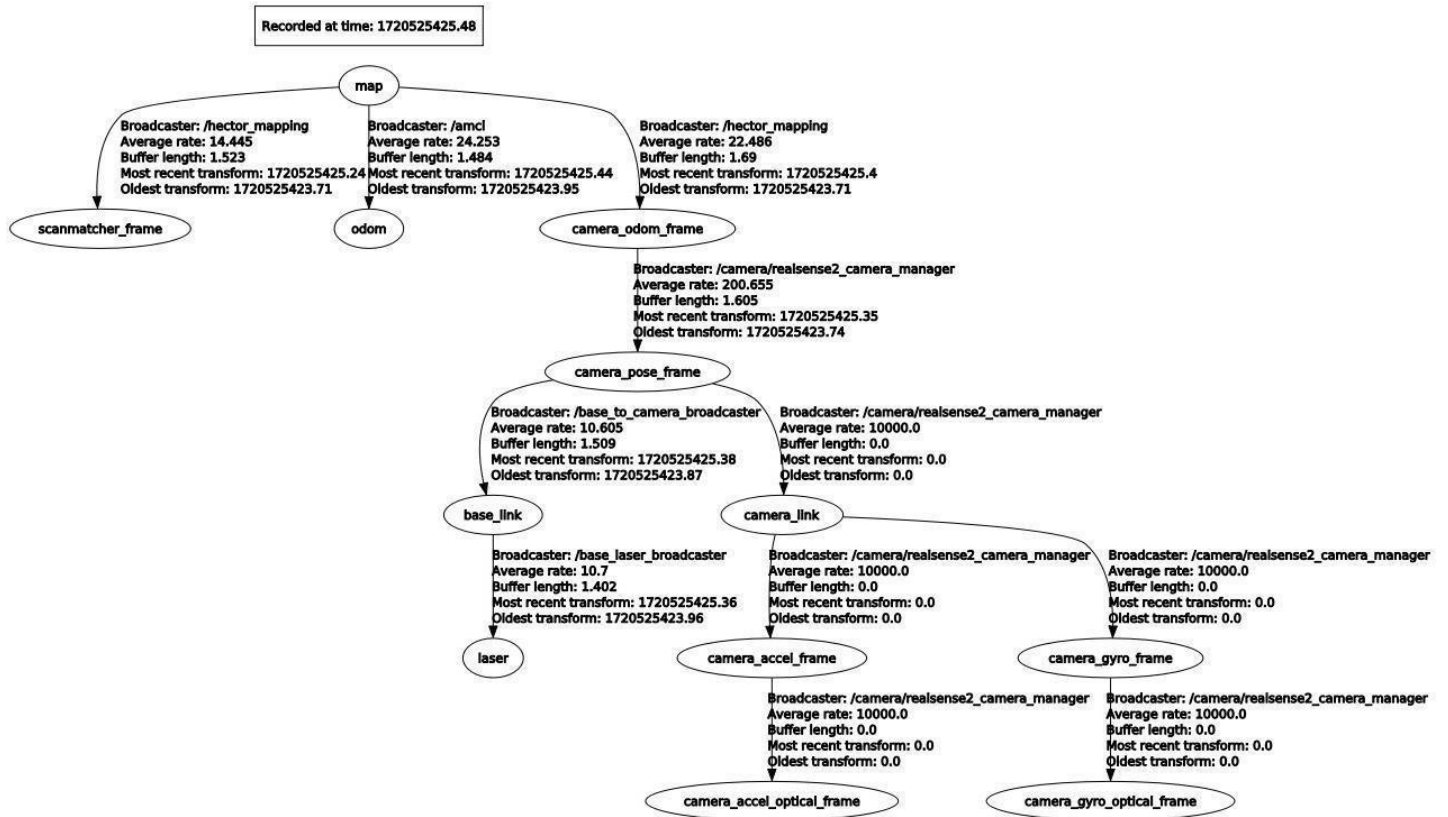 Recorded at time: 1720525425.48
map
Broadcaster: /hector_mapping
Average rate: 14.445
Buffer length: 1.523
Most recent transform: 1720525425.24
Oldest transform: 1720525423.71
Broadcaster: /amcl
Average rate: 24.253
Buffer length: 1.484
Most recent transform: 1720525425.44
Oldest transform: 1720525423.95
Broadcaster: /hector_mapping
Average rate: 22.486
Buffer length: 1.69
Most recent transform: 1720525425.4
Oldest transform: 1720525423.71
scanmatcher_frame
odom
camera_odom_frame
Broadcaster: /camera/realsense2_camera_manager
Average rate: 200.655
Buffer length: 1.605
Most recent transform: 1720525425.35
Oldest transform: 1720525423.74
camera_pose_frame
Broadcaster: /base_to_camera_broadcaster
Average rate: 10.605
Buffer length: 1.509
Most recent transform: 1720525425.38
Oldest transform: 1720525423.87
Broadcaster: /camera/realsense2_camera_manager
Average rate: 10000.0
Buffer length: 0.0
Most recent transform: 0.0
Oldest transform: 0.0
base_link
camera_link
Broadcaster: /base_laser_broadcaster
Average rate: 10.7
Buffer length: 1.402
Most recent transform: 1720525425.36
Oldest transform: 1720525423.96
Broadcaster: /camera/realsense2_camera_manager
Average rate: 10000.0
Buffer length: 0.0
Most recent transform: 0.0
Oldest transform: 0.0
Broadcaster: /camera/realsense2_camera_manager
Average rate: 10000.0
Buffer length: 0.0
Most recent transform: 0.0
Oldest transform: 0.0
laser
camera_accel_frame
camera_gyro_frame
Broadcaster: /camera/realsense2_camera_manager
Average rate: 10000.0
Buffer length: 0.0
Most recent transform: 0.0
Oldest transform: 0.0
Broadcaster: /camera/realsense2_camera_manager
Average rate: 10000.0
Buffer length: 0.0
Most recent transform: 0.0
Oldest transform: 0.0
camera_accel_optical_frame
camera_gyro_optical_frame